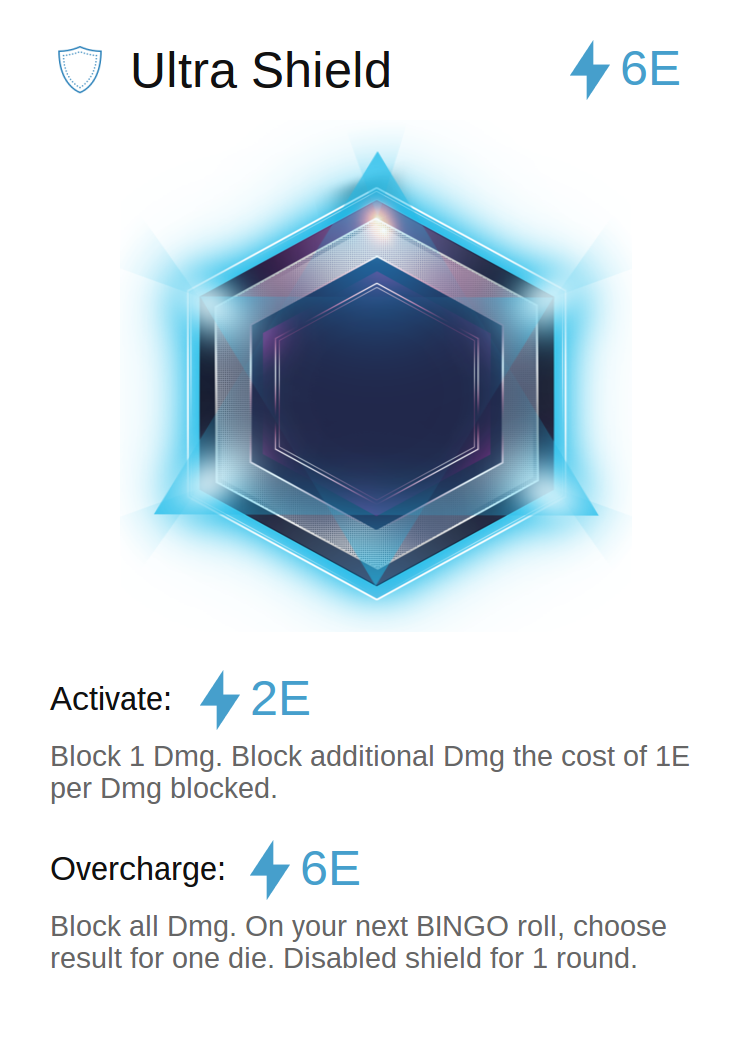 Ultra Shield 6E
Activate: 2E
Block 1 Dmg. Block additional Dmg the cost of 1E
per Dmg blocked.
Overcharge: 6E
Block all Dmg. On your next BINGO roll, choose
result for one die. Disabled shield for 1 round.